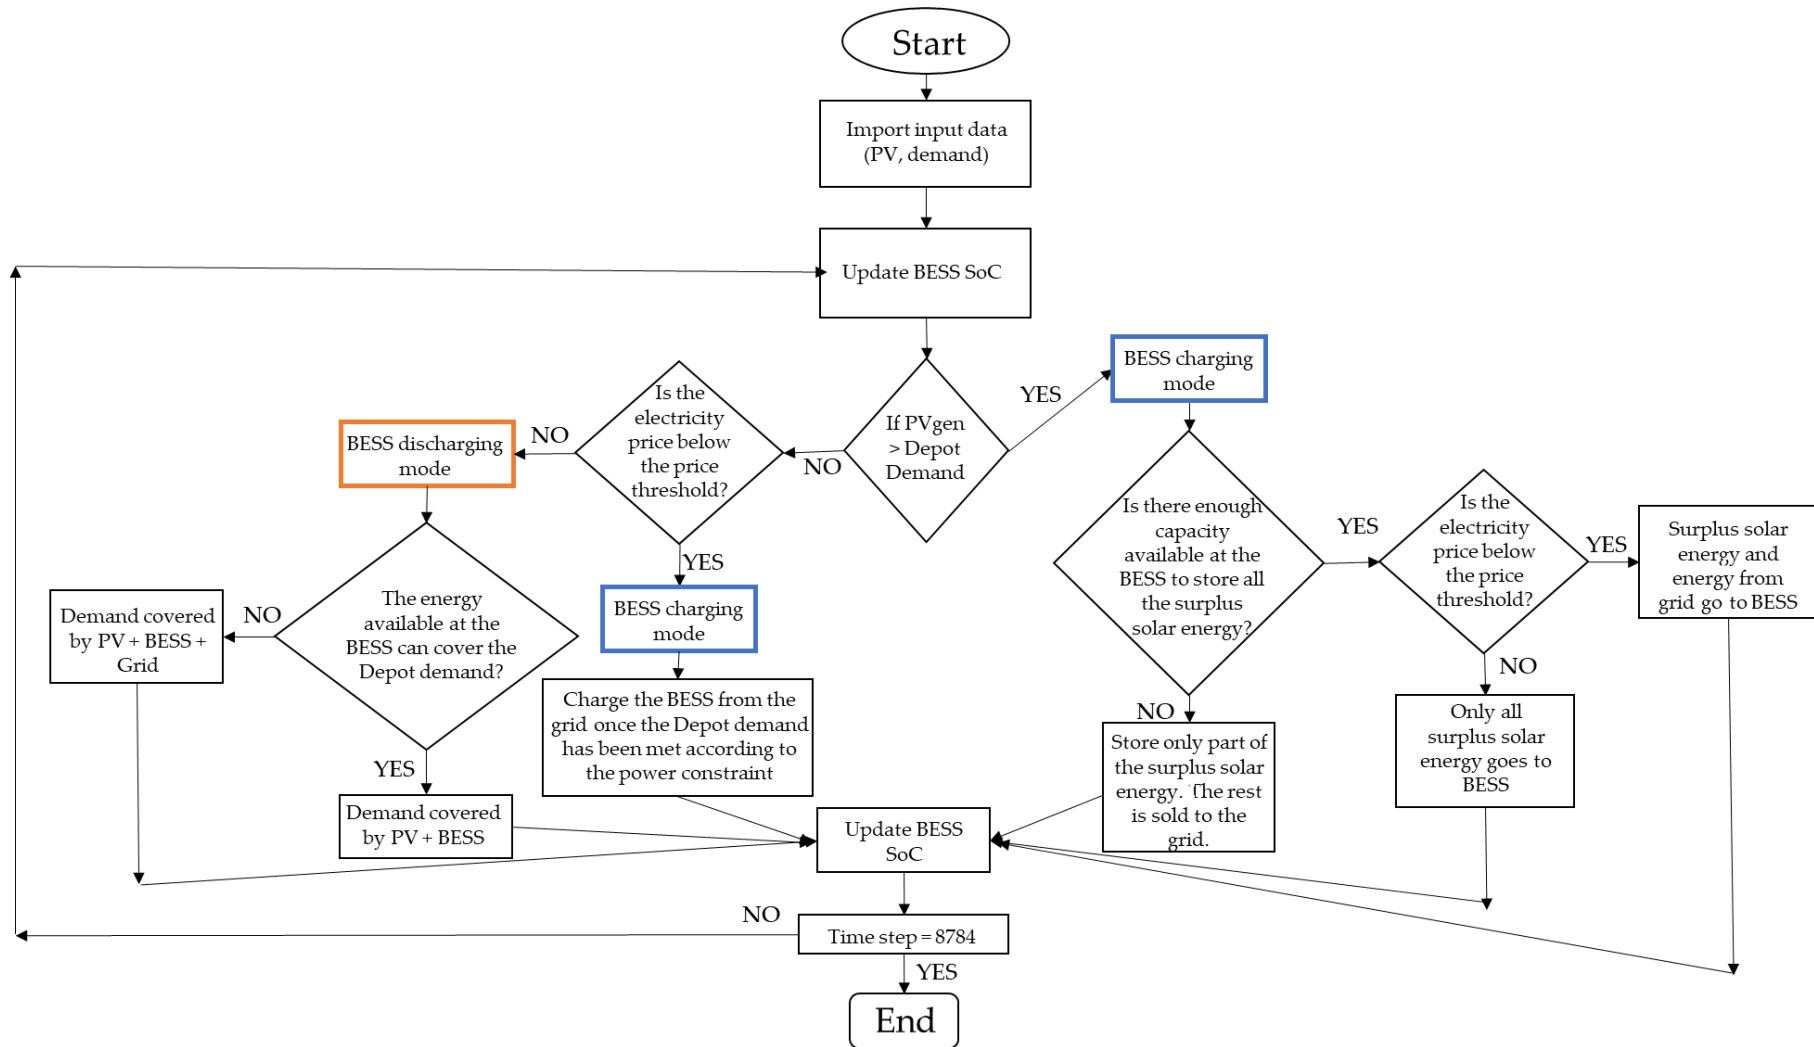 Start
Import input data
(PV, demand)
Update BESS SoC
If PVgen
> Depot
Demand
YES
NO
BESS charging
mode
Is there enough
capacity
available at the
BESS to store all
the surplus
solar energy?
YES
NO
Is the
electricity
price below
the price
threshold?
YES
NO
Surplus solar
energy and
energy from
grid go to BESS
Only all
surplus solar
energy goes to
BESS
Store only part of
the surplus solar
energy. The rest
is sold to the
grid.
Is the
electricity
price below
the price
threshold?
NO
YES
BESS discharging
mode
BESS charging
mode
Charge the BESS from the
grid once the Depot demand
has been met according to
the power constraint
The energy
available at the
BESS can cover the
Depot demand?
NO
YES
Demand covered
by PV + BESS +
Grid
Demand covered
by PV + BESS
Update BESS
SoC
Time step = 8784
NO
YES
End